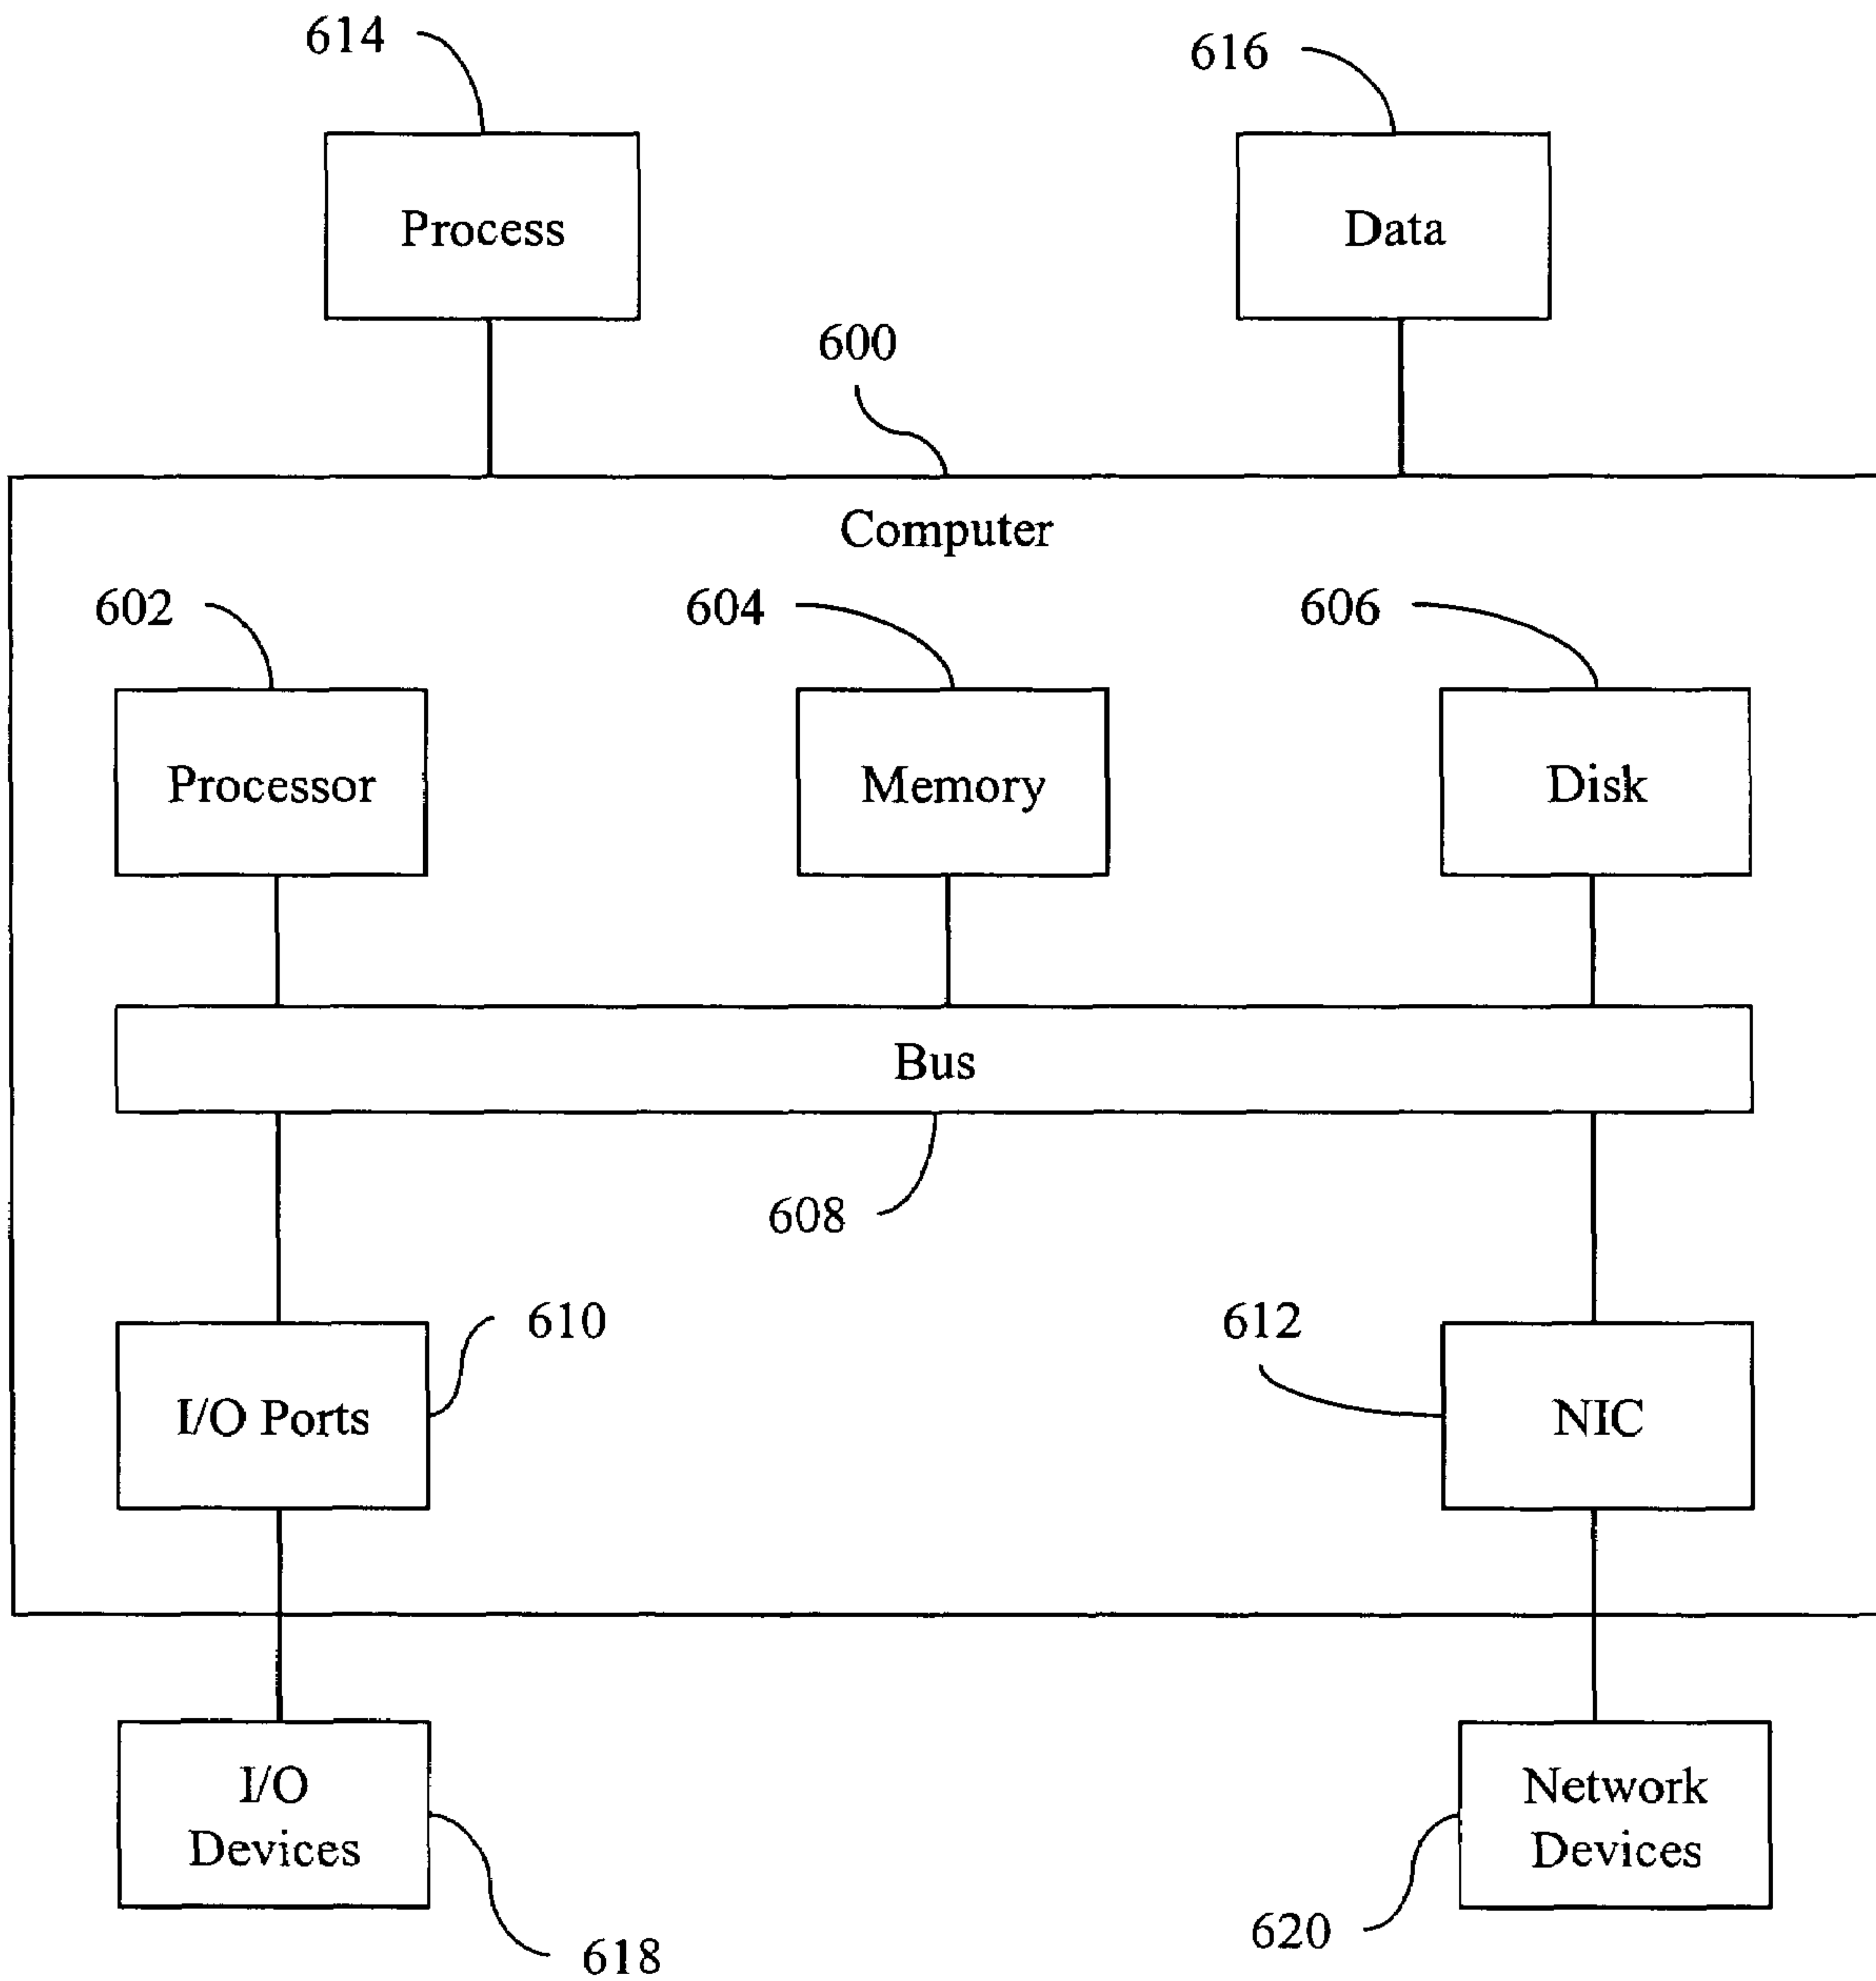 614
616
Process
Data
600
Computer
602
604
606
Processor
Memory
Disk
Bus
608
610
612
I/O Ports
NIC
I/O
Devices
Network
Devices
618
620